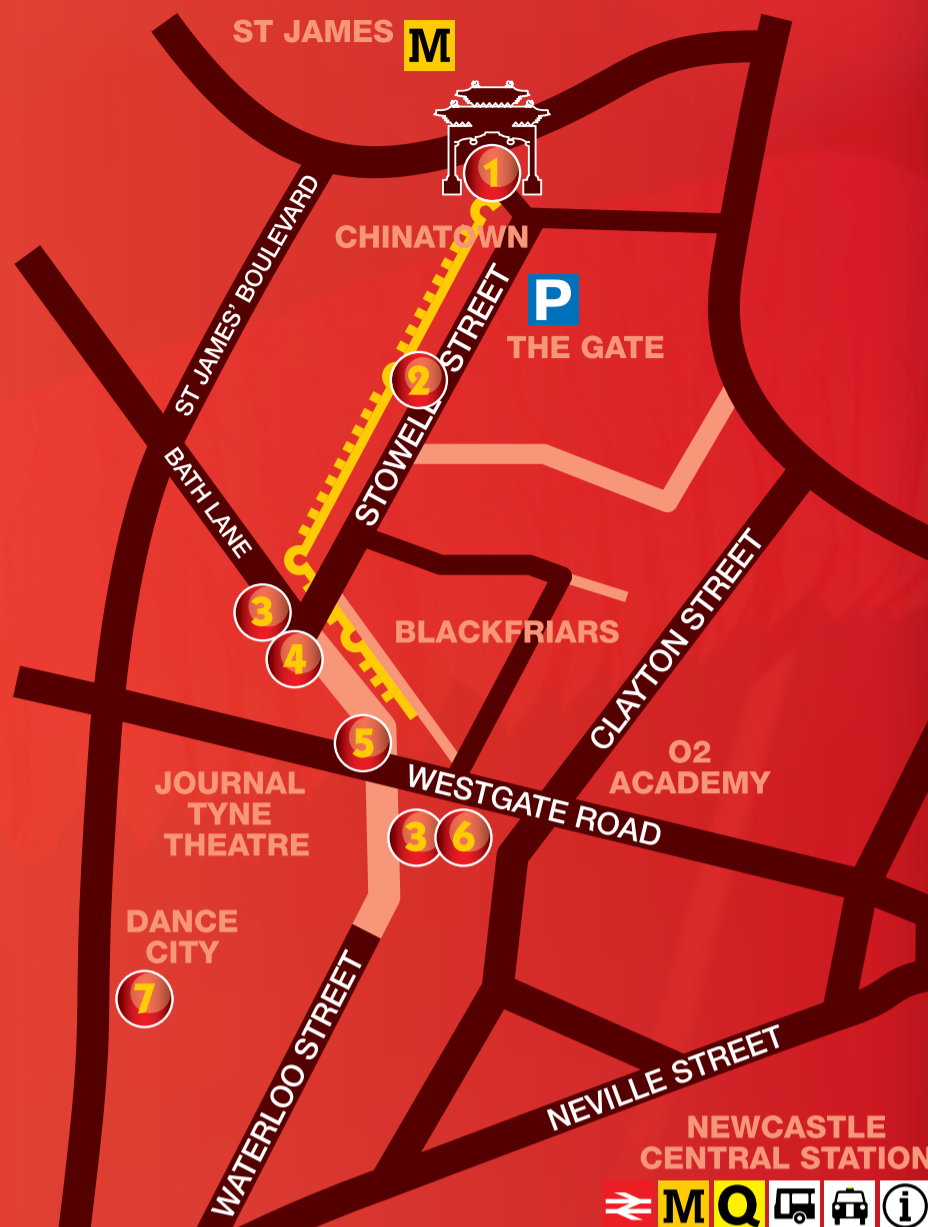 ST JAMES M
1
CHINATOWN
ST JAMES' BOULEVARD
P
THE GATE
2
STOWELL STREET
BATH LANE
CLAYTON STREET
3
BLACKFRIARS
4
5
O2
ACADEMY
WESTGATE ROAD
JOURNAL
TYNE
THEATRE
3 6
DANCE
CITY
7
WATERLOO STREET
NEVILLE STREET
NEWCASTLE
CENTRAL STATION
M Q i